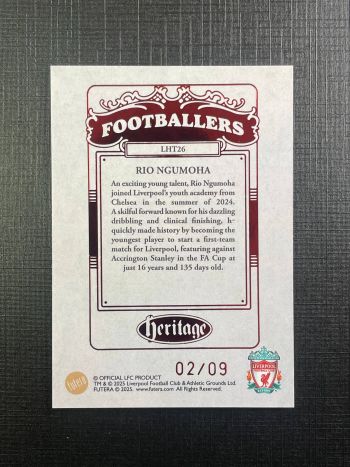 FOOTBALLERS
LHT26
RIO NGUMOHA
An exciting young talent, Rio Ngumoha
joined Liverpool's youth academy from
Chelsea in the summer of 2024.
A skilful forward known for his dazzling
dribbling and clinical finishing, h
quickly made history by becoming the
youngest player to start a first-team
match for Liverpool, featuring against
Accrington Stanley in the FA Cup at
just 16 years and 135 days old.
heritage
02/09
futera
© OFFICIAL LFC PRODUCT
TM & © 2025 Liverpool Football Club & Athletic Grounds Ltd.
FUTERA © 2025. www.futera.com All rights reserved.
LIVERPOOL